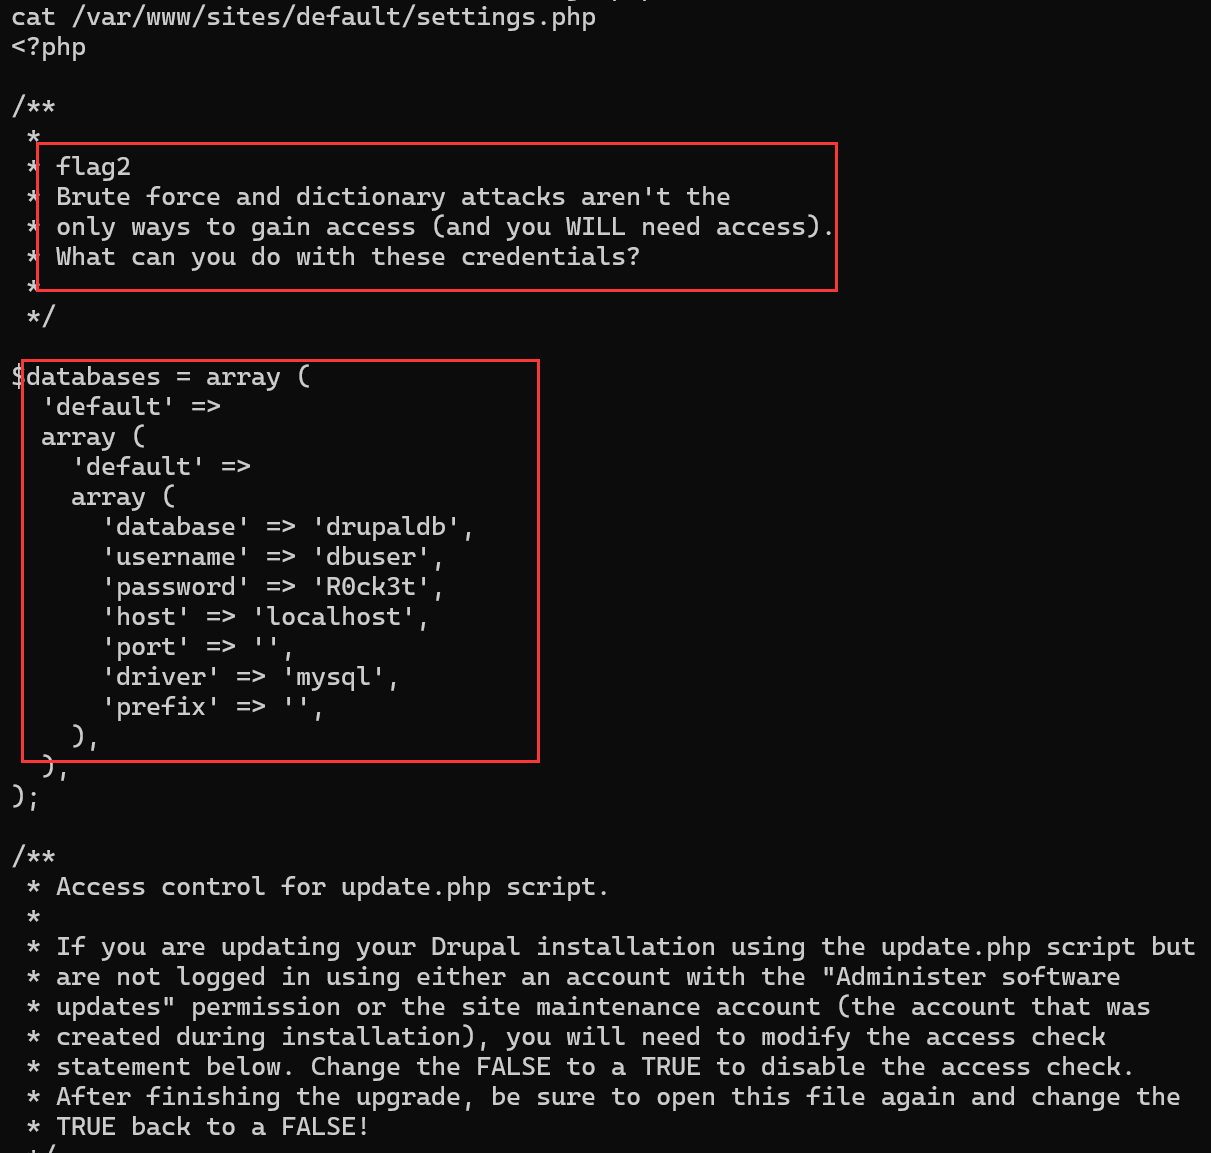 cat /var/www/sites/default/settings.php
<?php
/**
 *
 * flag2
 * Brute force and dictionary attacks aren't the
 * only ways to gain access (and you WILL need access).
 * What can you do with these credentials?
 *
 */
$databases = array (
  'default' =>
  array (
    'default' =>
    array (
      'database' => 'drupaldb',
      'username' => 'dbuser',
      'password' => 'R0ck3t',
      'host' => 'localhost',
      'port' => '',
      'driver' => 'mysql',
      'prefix' => '',
    ),
  ),
);
/**
 * Access control for update.php script.
 *
 * If you are updating your Drupal installation using the update.php script but
 * are not logged in using either an account with the "Administer software
 * updates" permission or the site maintenance account (the account that was
 * created during installation), you will need to modify the access check
 * statement below. Change the FALSE to a TRUE to disable the access check.
 * After finishing the upgrade, be sure to open this file again and change the
 * TRUE back to a FALSE!